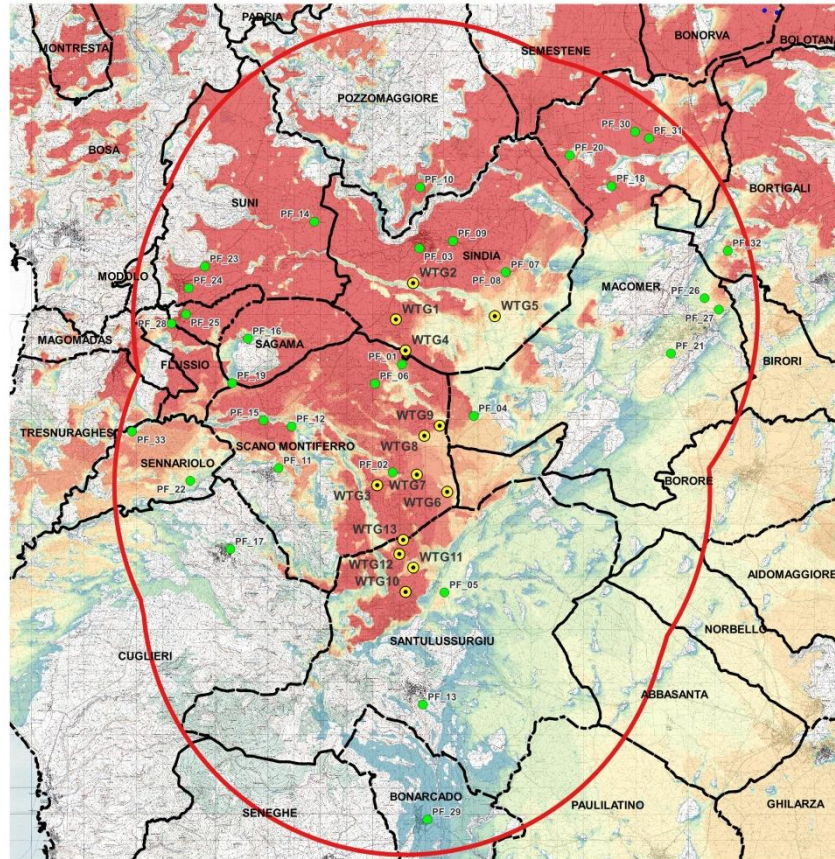 PADRIA
MONTRESTA
SEMESTENE
BONORVA
BOLOTAN
POZZOMAGGIORE
PF_30
PF_31
BOSA
PF_20
PF_18
PF_10
SUNI
BORTIGALI
PF_14
PF_09
PF_03
SINDIA
PF_32
PF_23
PF_07
MODOLO
PF_24
WTG2
PF_08
MACOMER
PF_26
WTG1
WTG5
PF_27
PF_25
PF_28
MAGOMADAS
PF_16
SAGAMA
WTG4
PF_21
BIRORI
PF_01
FLUSSIO
PF_19
PF_06
PF_15
PF_12
WTG9
PF_04
TRESNURAGHES
PF_33
SCANO MONTIFERRO
WTG8
SENNARIOLO
PF_11
PF_02
WTG7
PF_22
WTG3
WTG6
BORORE
WTG13
PF_17
WTG12
WTG11
AIDOMAGGIORE
WTG10
PF_05
NORBELLO
SANTULUSSURGIU
CUGLIERI
ABBASANTA
PF_13
BONARCADO
PAULILATINO
GHILARZA
SENEGHE
PF_29